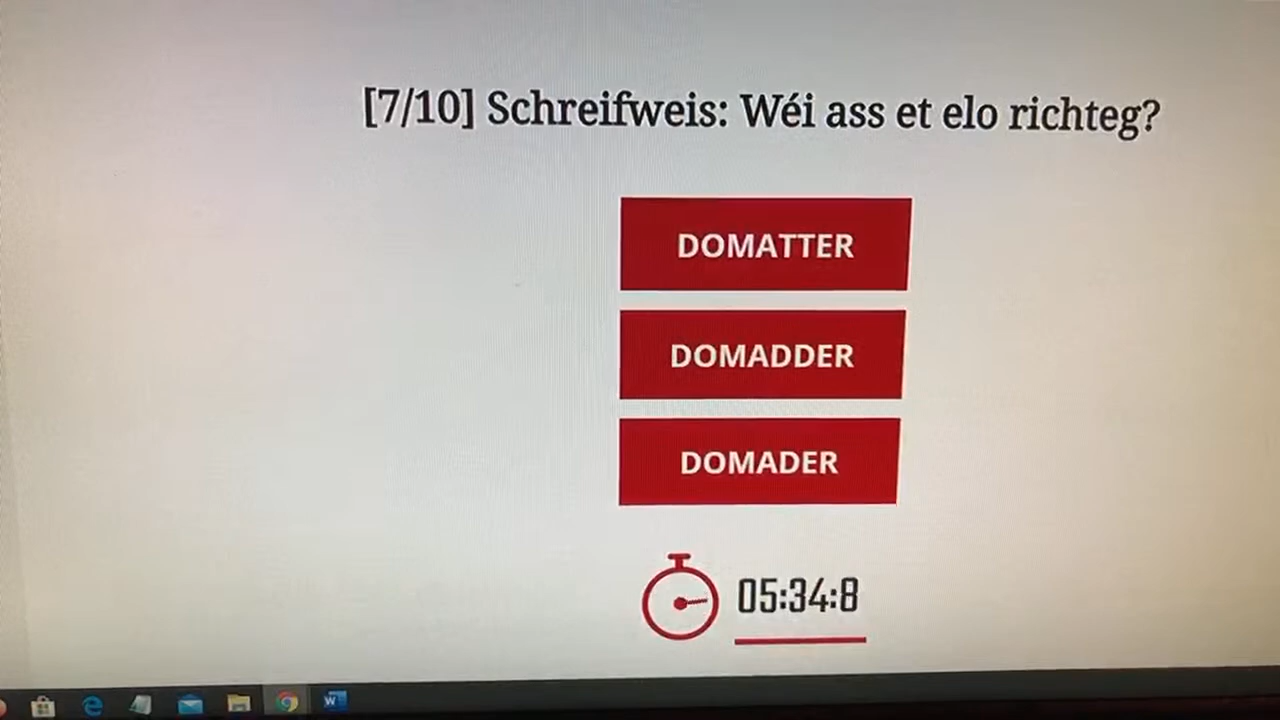 [7/10] Schreifweis: Wéi ass et elo richteg?
DOMATTER
DOMADDER
DOMADER
05:34:8